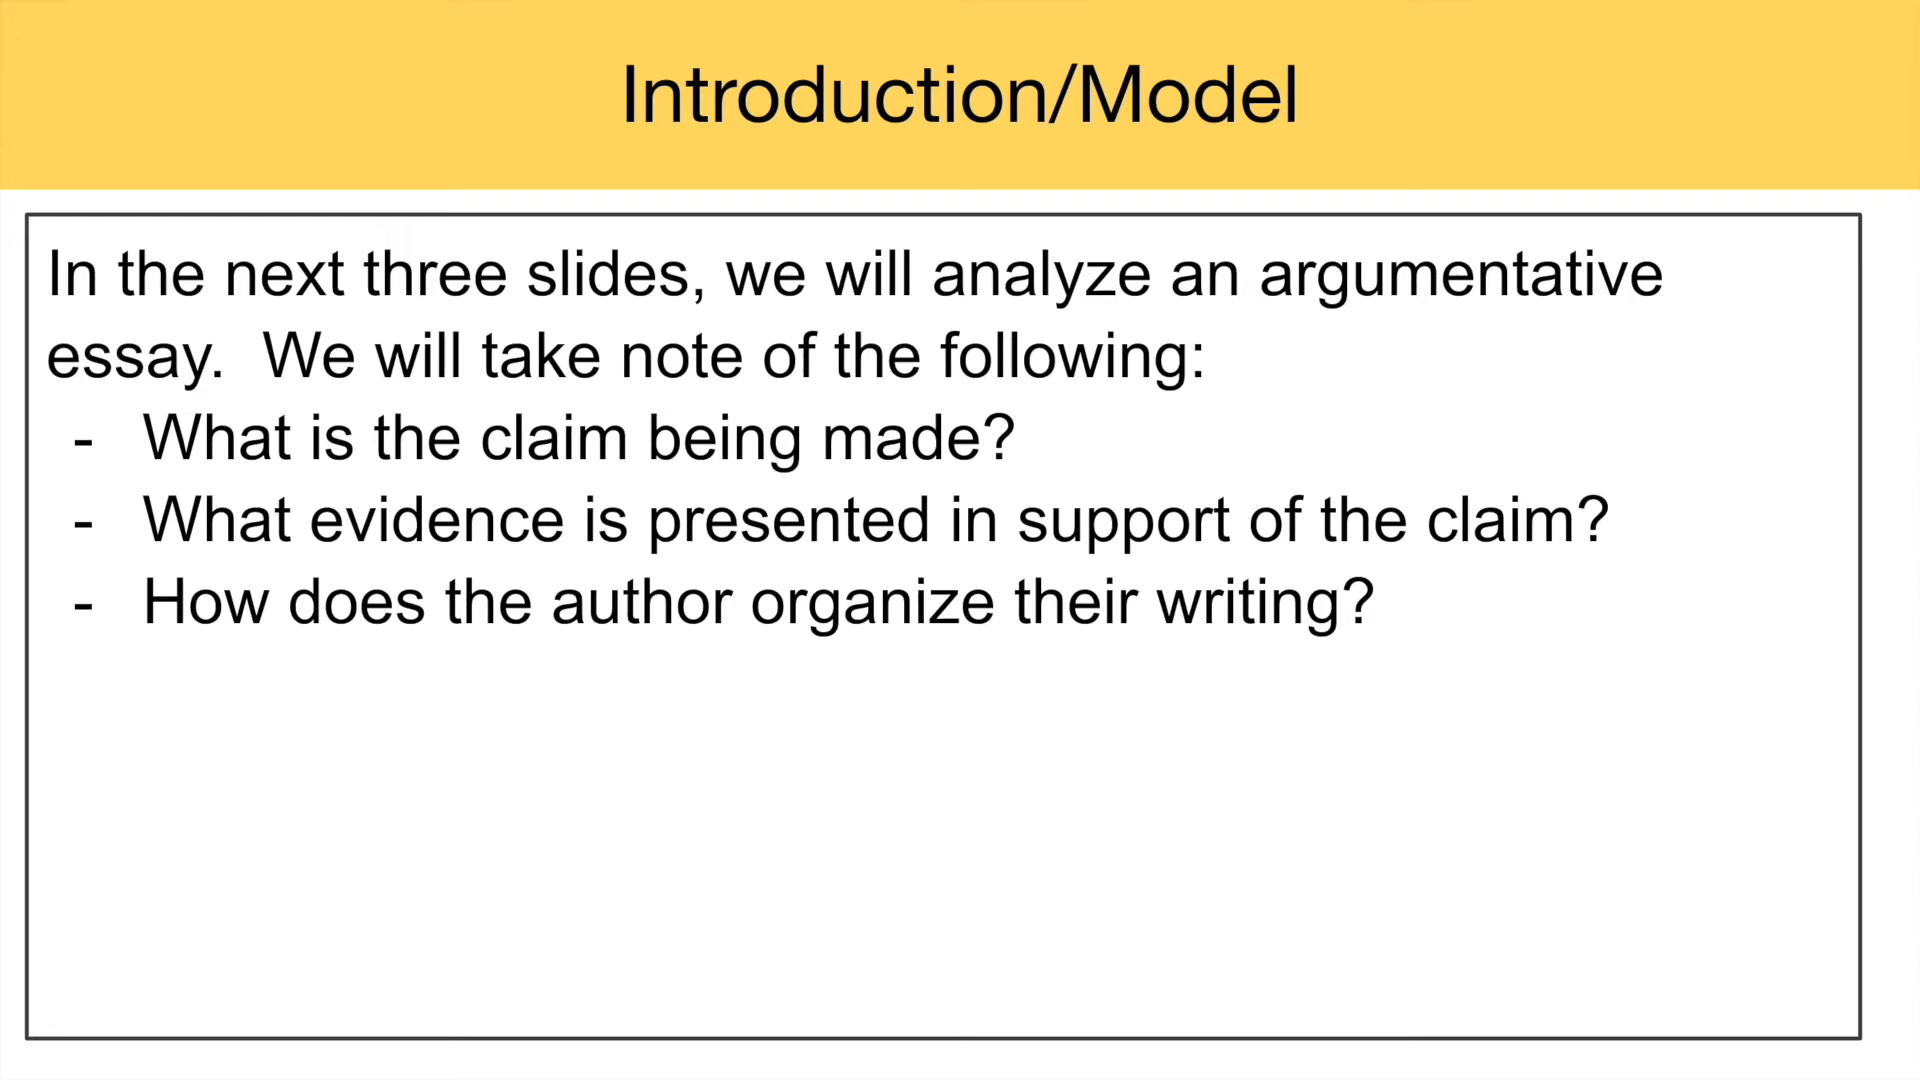 Introduction/Model
In the next three slides, we will analyze an argumentative
essay.  We will take note of the following:
- What is the claim being made?
- What evidence is presented in support of the claim?
- How does the author organize their writing?